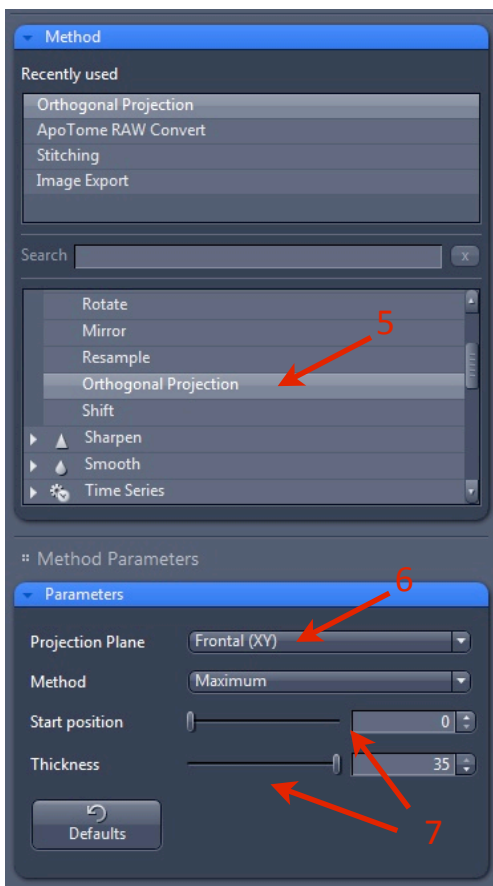 Method
Recently used
Orthogonal Projection
ApoTome RAW Convert
Stitching
Image Export
Search x
Rotate
5
Mirror
Resample
Orthogonal Projection
Shift
Sharpen
Smooth
Time Series
Method Parameters
6
Parameters
Projection Plane Frontal (XY)
Method Maximum
Start position 0
Thickness 35
7
Defaults